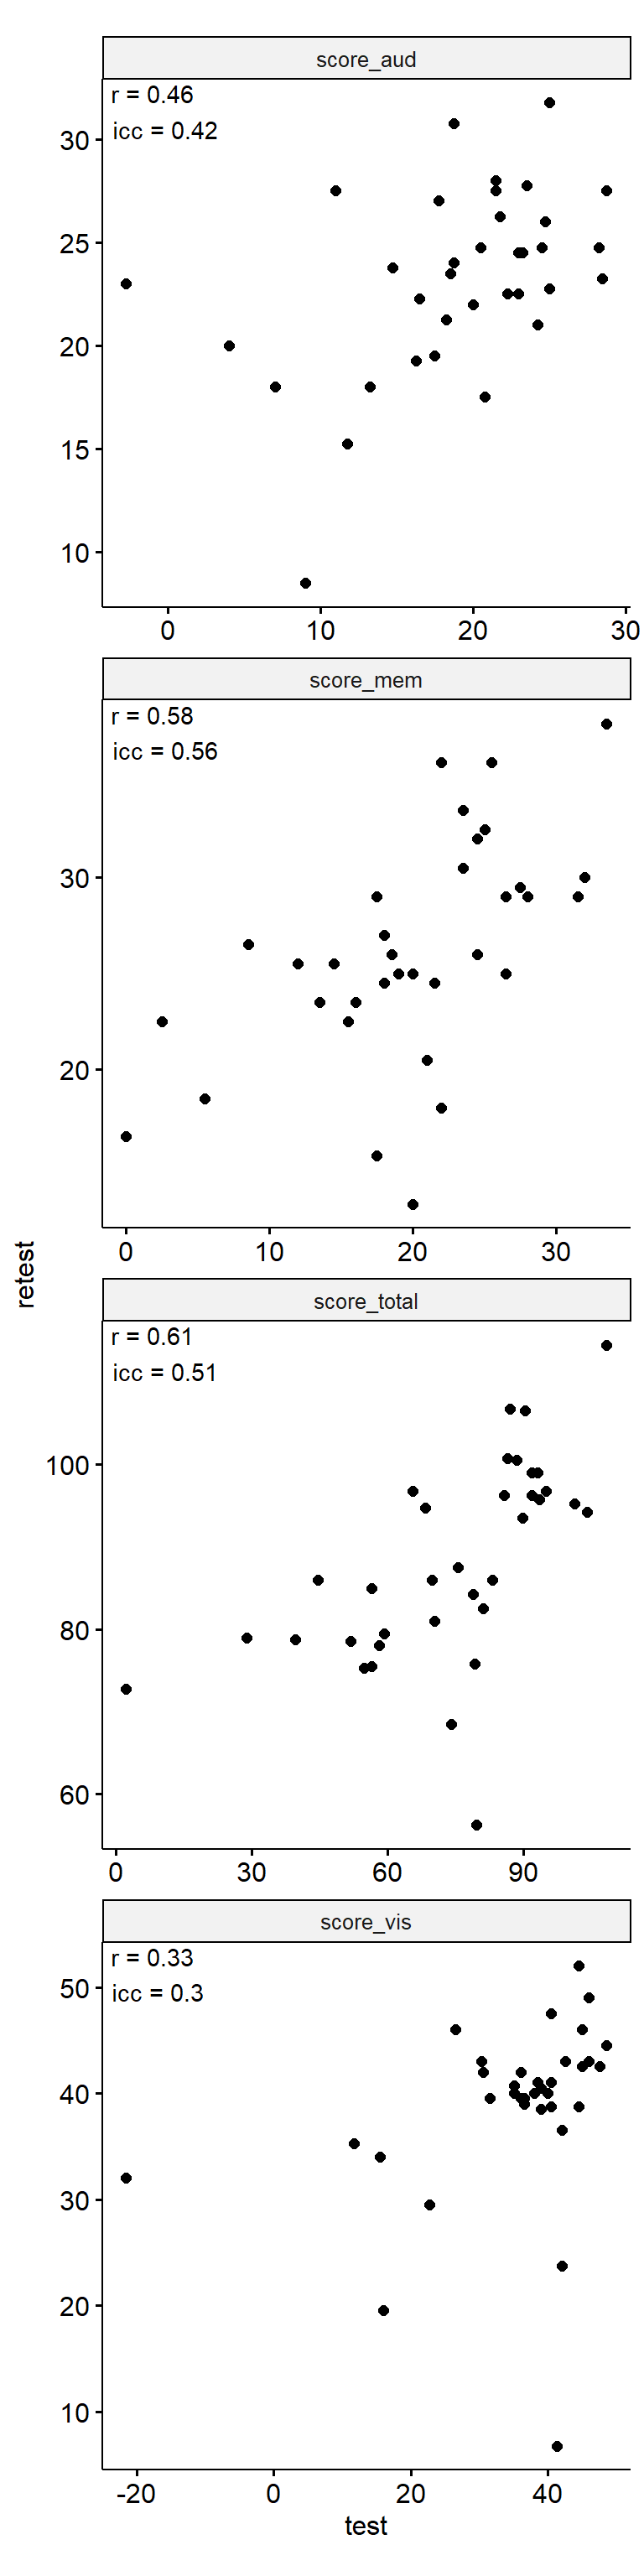 score_aud
r = 0.46
icc = 0.42
30
25
20
15
10
0 10 20 30
score_mem
r = 0.58
icc = 0.56
30
20
0 10 20 30
retest
score_total
r = 0.61
icc = 0.51
100
80
60
0 30 60 90
score_vis
r = 0.33
icc = 0.3
50
40
30
20
10
-20 0 20 40
test